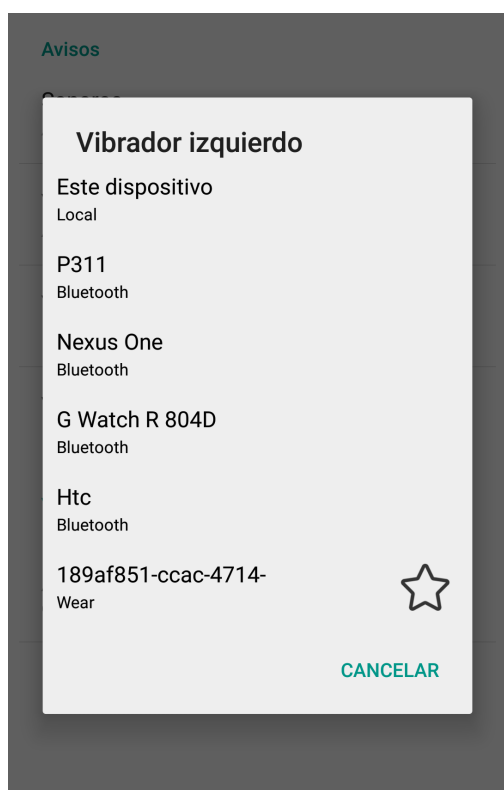 Avisos
Vibrador izquierdo
Este dispositivo
Local
P311
Bluetooth
Nexus One
Bluetooth
G Watch R 804D
Bluetooth
Htc
Bluetooth
189af851-ccac-4714-
Wear
CANCELAR